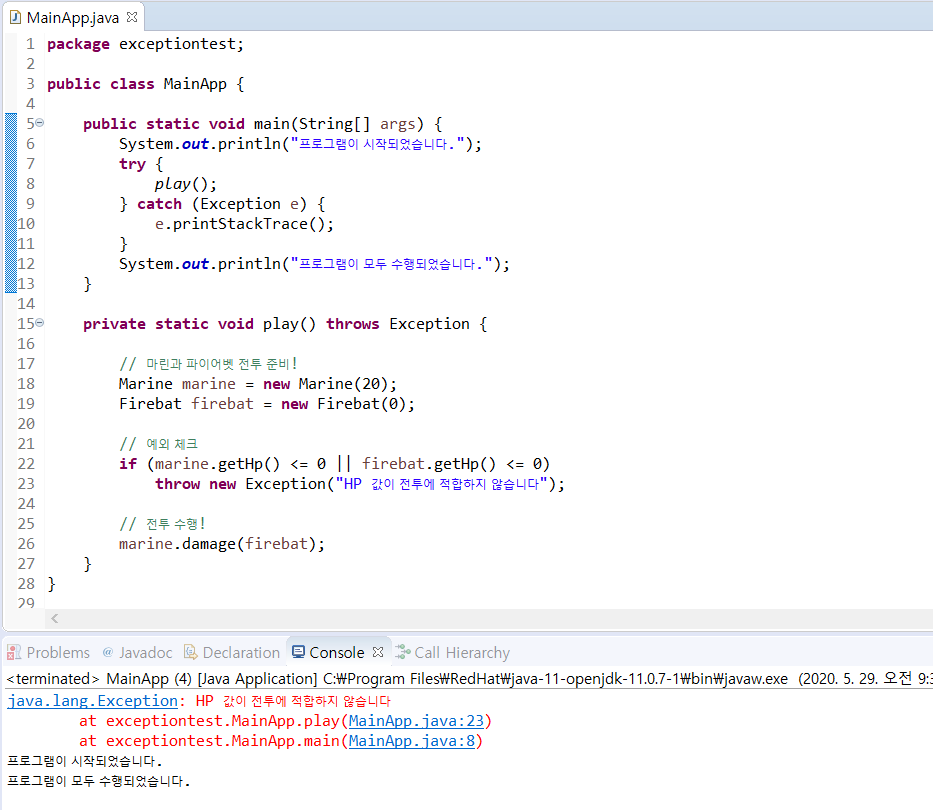 MainApp.java
1 package exceptiontest;
2
3 public class MainApp {
4
5 public static void main(String[] args) {
6 System.out.println("프로그램이 시작되었습니다.");
7 try {
8 play();
9 } catch (Exception e) {
10 e.printStackTrace();
11 }
12 System.out.println("프로그램이 모두 수행되었습니다.");
13 }
14
15 private static void play() throws Exception {
16
17 // 마린과 파이어벳 전투 준비!
18 Marine marine = new Marine(20);
19 Firebat firebat = new Firebat(0);
20
21 // 예외 체크
22 if (marine.getHp() <= 0 || firebat.getHp() <= 0)
23 throw new Exception("HP 값이 전투에 적합하지 않습니다");
24
25 // 전투 수행!
26 marine.damage(firebat);
27 }
28 }
29
Problems @ Javadoc Declaration Console Call Hierarchy
<terminated> MainApp (4) [Java Application] C:₩Program Files₩RedHat₩java-11-openjdk-11.0.7-1₩bin₩javaw.exe (2020. 5. 29. 오전 9:3
java.lang.Exception: HP 값이 전투에 적합하지 않습니다
at exceptiontest.MainApp.play(MainApp.java:23)
at exceptiontest.MainApp.main(MainApp.java:8)
프로그램이 시작되었습니다.
프로그램이 모두 수행되었습니다.